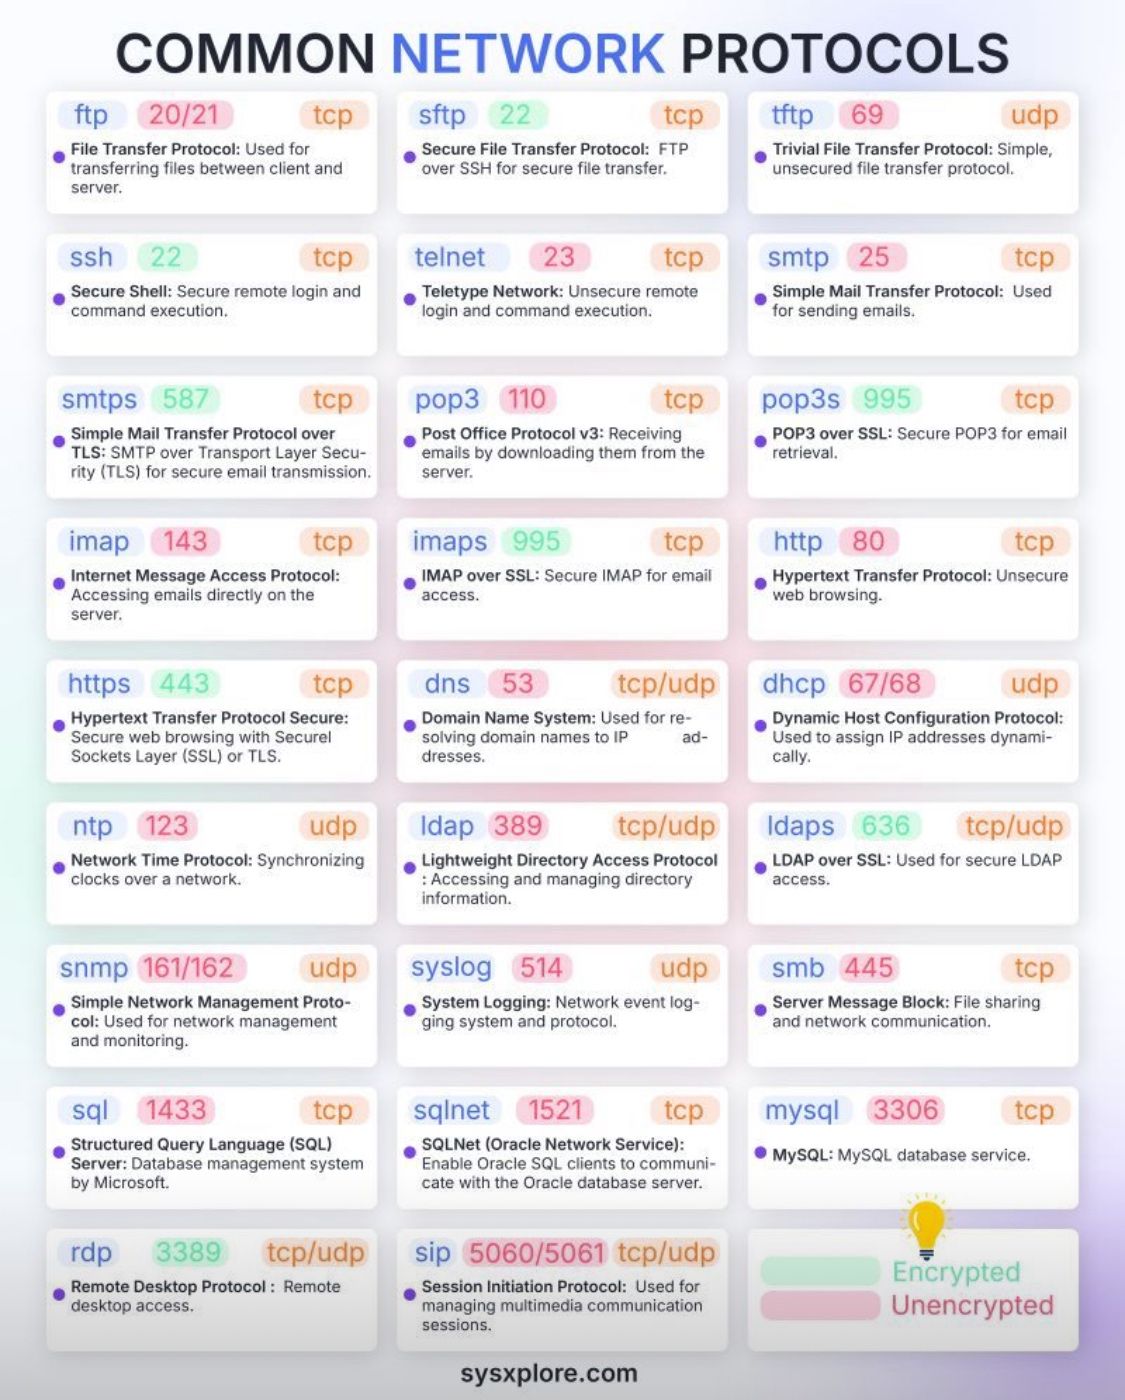 COMMON NETWORK PROTOCOLS
ftp 20/21 tcp
File Transfer Protocol: Used for
transferring files between client and
server.
sftp 22 tcp
Secure File Transfer Protocol: FTP
over SSH for secure file transfer.
tftp 69 udp
Trivial File Transfer Protocol: Simple,
unsecured file transfer protocol.
ssh 22 tcp
Secure Shell: Secure remote login and
command execution.
telnet 23 tcp
Teletype Network: Unsecure remote
login and command execution.
smtp 25 tcp
Simple Mail Transfer Protocol: Used
for sending emails.
smtps 587 tcp
Simple Mail Transfer Protocol over
TLS: SMTP over Transport Layer Secu-
rity (TLS) for secure email transmission.
pop3 110 tcp
Post Office Protocol v3: Receiving
emails by downloading them from the
server.
pop3s 995 tcp
POP3 over SSL: Secure POP3 for email
retrieval.
imap 143 tcp
Internet Message Access Protocol:
Accessing emails directly on the
server.
imaps 995 tcp
IMAP over SSL: Secure IMAP for email
access.
http 80 tcp
Hypertext Transfer Protocol: Unsecure
web browsing.
https 443 tcp
Hypertext Transfer Protocol Secure:
Secure web browsing with Securel
Sockets Layer (SSL) or TLS.
dns 53 tcp/udp
Domain Name System: Used for re-
solving domain names to IP ad-
dresses.
dhcp 67/68 udp
Dynamic Host Configuration Protocol:
Used to assign IP addresses dynami-
cally.
ntp 123 udp
Network Time Protocol: Synchronizing
clocks over a network.
ldap 389 tcp/udp
Lightweight Directory Access Protocol
: Accessing and managing directory
information.
ldaps 636 tcp/udp
LDAP over SSL: Used for secure LDAP
access.
snmp 161/162 udp
Simple Network Management Proto-
col: Used for network management
and monitoring.
syslog 514 udp
System Logging: Network event log-
ging system and protocol.
smb 445 tcp
Server Message Block: File sharing
and network communication.
sql 1433 tcp
Structured Query Language (SQL)
Server: Database management system
by Microsoft.
sqlnet 1521 tcp
SQLNet (Oracle Network Service):
Enable Oracle SQL clients to communi-
cate with the Oracle database server.
mysql 3306 tcp
MySQL: MySQL database service.
rdp 3389 tcp/udp
Remote Desktop Protocol : Remote
desktop access.
sip 5060/5061 tcp/udp
Session Initiation Protocol: Used for
managing multimedia communication
sessions.
Encrypted
Unencrypted
sysxplore.com